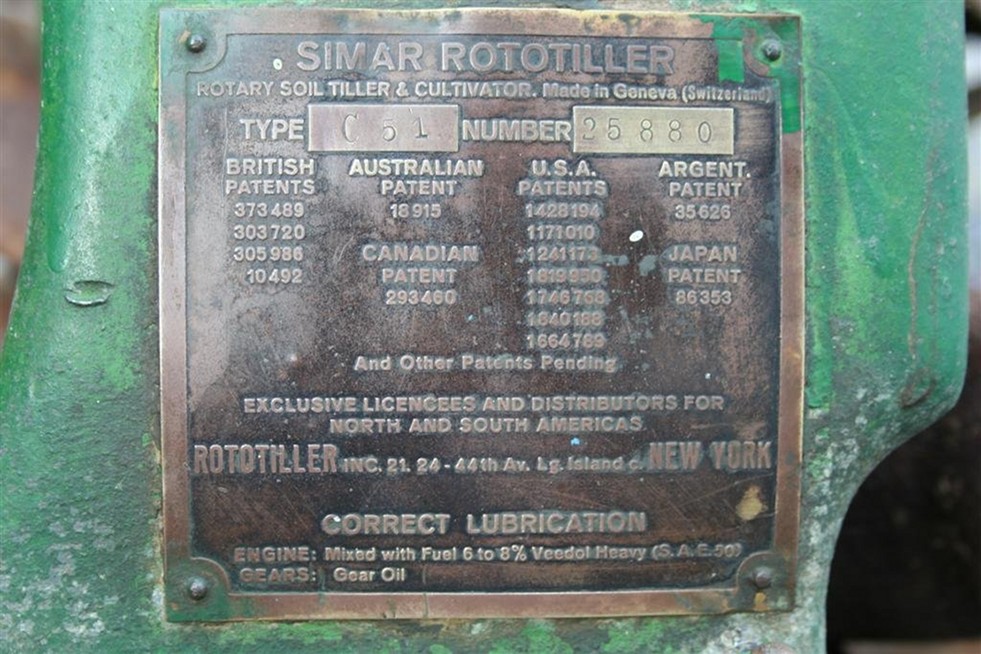 SIMAR ROTOTILLER
ROTARY SOIL TILLER & CULTIVATOR. Made in Geneva (Switzerland)
TYPE C 51 NUMBER 25880
BRITISH PATENTS
373489
303720
305986
10492
AUSTRALIAN PATENT
18915
CANADIAN PATENT
293460
U.S.A. PATENTS
1428194
1171010
1241173
1619850
1746768
1640188
1664789
ARGENT. PATENT
35626
JAPAN PATENT
86353
And Other Patents Pending
EXCLUSIVE LICENCEES AND DISTRIBUTORS FOR
NORTH AND SOUTH AMERICAS
ROTOTILLER INC. 21. 24 - 44th Av. Lg. Island c. NEW YORK
CORRECT LUBRICATION
ENGINE: Mixed with Fuel 6 to 8% Veedol Heavy (S.A.E.50)
GEARS: Gear Oil